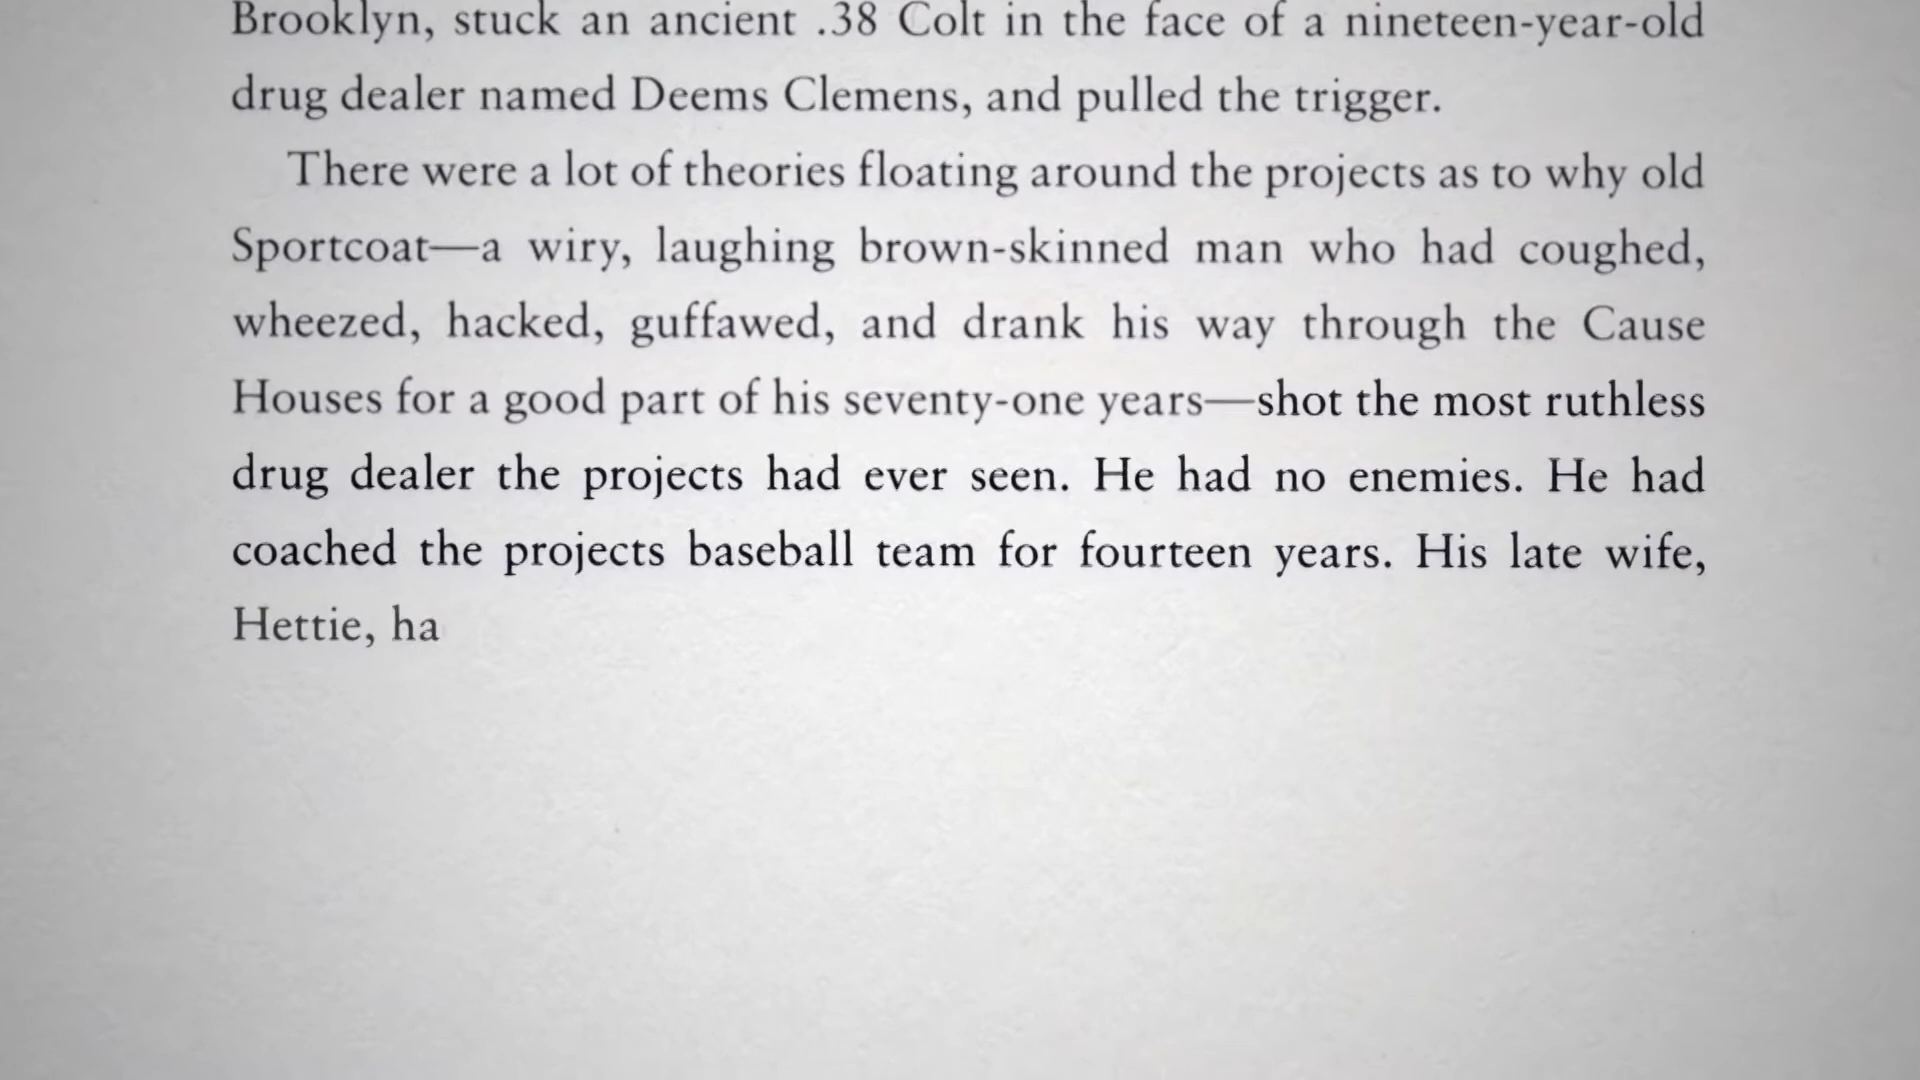 Brooklyn, stuck an ancient .38 Colt in the face of a nineteen-year-old
drug dealer named Deems Clemens, and pulled the trigger.
There were a lot of theories floating around the projects as to why old
Sportcoat—a wiry, laughing brown-skinned man who had coughed,
wheezed, hacked, guffawed, and drank his way through the Cause
Houses for a good part of his seventy-one years—shot the most ruthless
drug dealer the projects had ever seen. He had no enemies. He had
coached the projects baseball team for fourteen years. His late wife,
Hettie, ha